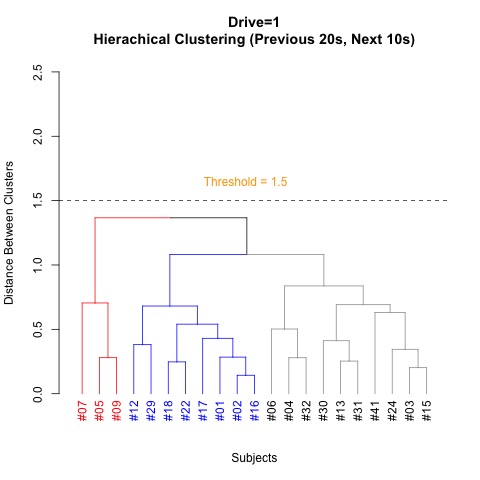 Drive=1
Hierachical Clustering (Previous 20s, Next 10s)
2.5
2.0
1.5
1.0
0.5
0.0
Distance Between Clusters
Threshold = 1.5
#07 #05 #09 #12 #29 #18 #22 #17 #01 #02 #16 #06 #04 #32 #30 #13 #31 #41 #24 #03 #15
Subjects